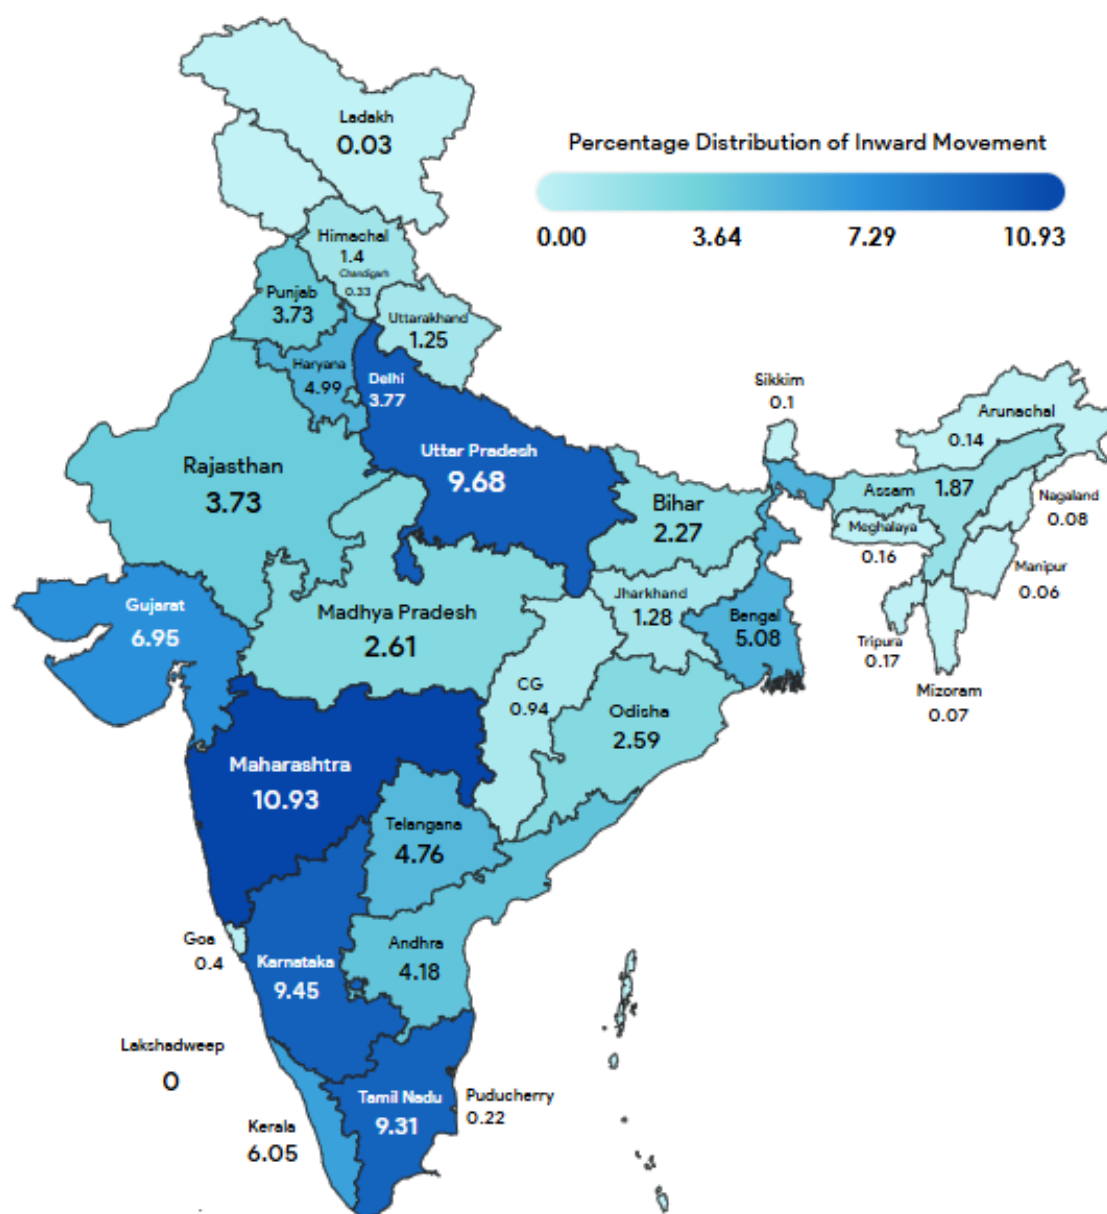 Ladakh
0.03
Percentage Distribution of Inward Movement
0.00 3.64 7.29 10.93
Himachal
1.4
Chandigarh
0.33
Punjab
3.73
Uttarakhand
1.25
Haryana
4.99
Delhi
3.77
Sikkim
0.1
Arunachal
0.14
Uttar Pradesh
9.68
Rajasthan
3.73
Bihar
2.27
Assam 1.87
Nagaland
0.08
Meghalaya
0.16
Manipur
0.06
Gujarat
6.95
Madhya Pradesh
2.61
Jharkhand
1.28
Bengal
5.08
Tripura
0.17
Mizoram
0.07
CG
0.94
Odisha
2.59
Maharashtra
10.93
Telangana
4.76
Goa
0.4
Karnataka
9.45
Andhra
4.18
Lakshadweep
0
Tamil Nadu
9.31
Puducherry
0.22
Kerala
6.05